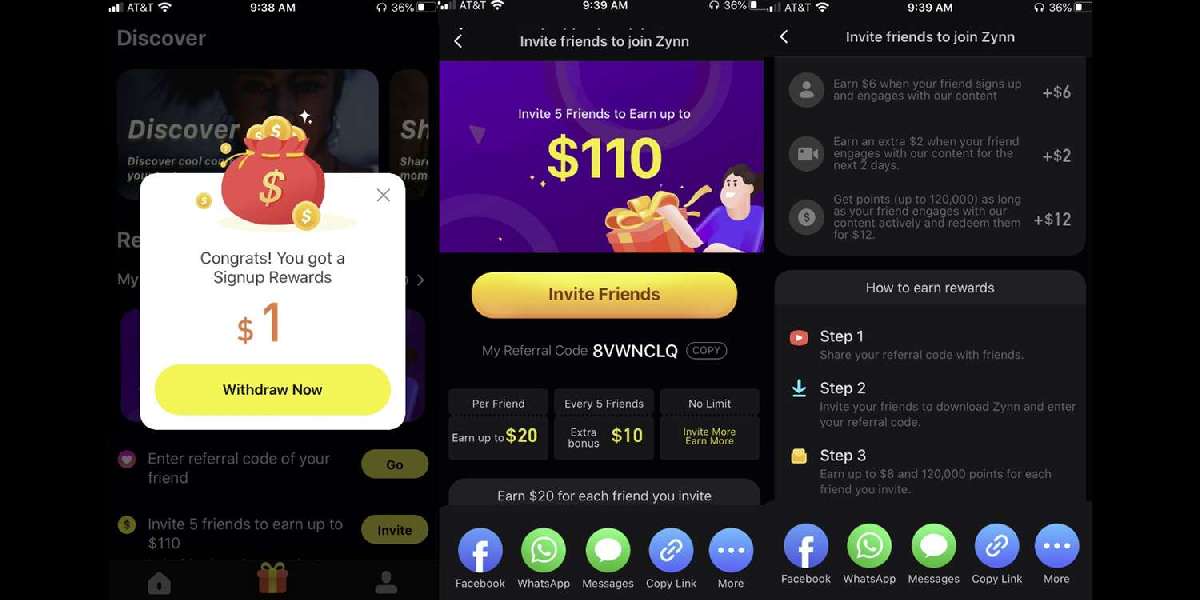 AT&T 9:38 AM 36%
Discover
Discover
Discover cool co
Sh
Share
mom
Re
My
$
Congrats! You got a
Signup Rewards
$ 1
Withdraw Now
Enter referral code of your
friend
Go
Invite 5 friends to earn up to
$110
Invite
AT&T 9:39 AM 36%
Invite friends to join Zynn
Invite 5 Friends to Earn up to
$110
Invite Friends
My Referral Code 8VWNCLQ COPY
Per Friend
Earn up to $20
Every 5 Friends
Extra
bonus $10
No Limit
Invite More
Earn More
Earn $20 for each friend you invite
Facebook WhatsApp Messages Copy Link More
AT&T 9:39 AM 36%
Invite friends to join Zynn
Earn $6 when your friend signs up
and engages with our content
+$6
Earn an extra $2 when your friend
engages with our content for the
next 2 days.
+$2
Get points (up to 120,000) as long
as your friend engages with our
content actively and redeem them
for $12.
+$12
How to earn rewards
Step 1
Share your referral code with friends.
Step 2
Invite your friends to download Zynn and enter
your referral code.
Step 3
Earn up to $8 and 120,000 points for each
friend you invite.
Facebook WhatsApp Messages Copy Link More